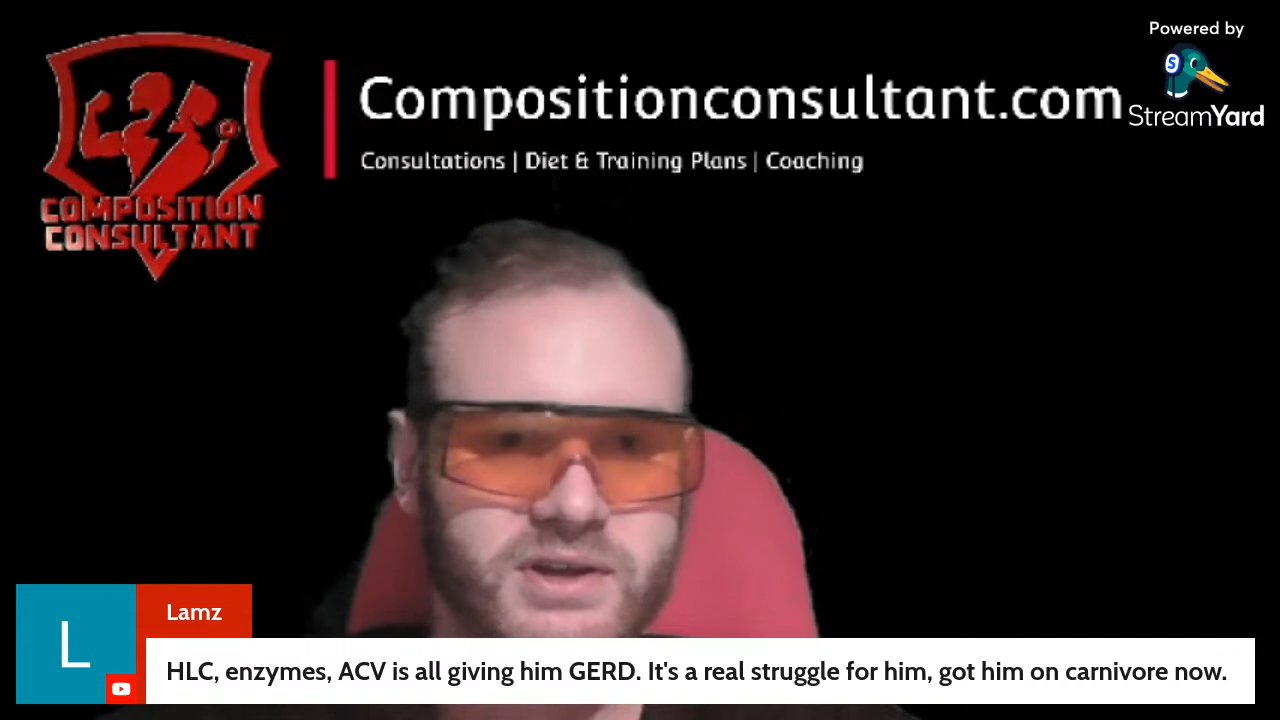 Powered by
S
StreamYard
COMPOSITION
CONSULTANT
Compositionconsultant.com
Consultations | Diet & Training Plans | Coaching
L
Lamz
HLC, enzymes, ACV is all giving him GERD. It's a real struggle for him, got him on carnivore now.